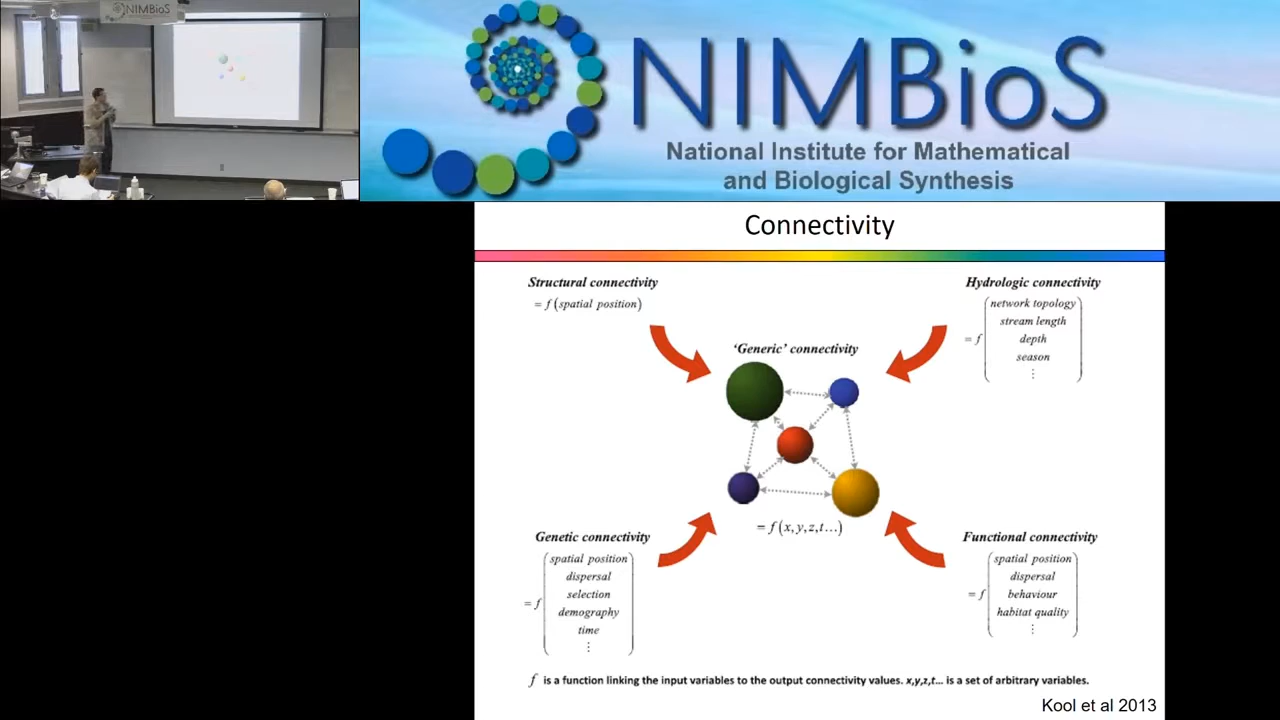 NIMBioS
NIMBioS
National Institute for Mathematical
and Biological Synthesis
Connectivity
Structural connectivity
= f (spatial position)
Hydrologic connectivity
= f
network topology
stream length
depth
season
⋮
'Generic' connectivity
= f (x, y, z, t...)
Genetic connectivity
= f
spatial position
dispersal
selection
demography
time
⋮
Functional connectivity
= f
spatial position
dispersal
behaviour
habitat quality
⋮
f is a function linking the input variables to the output connectivity values. x,y,z,t... is a set of arbitrary variables.
Kool et al 2013